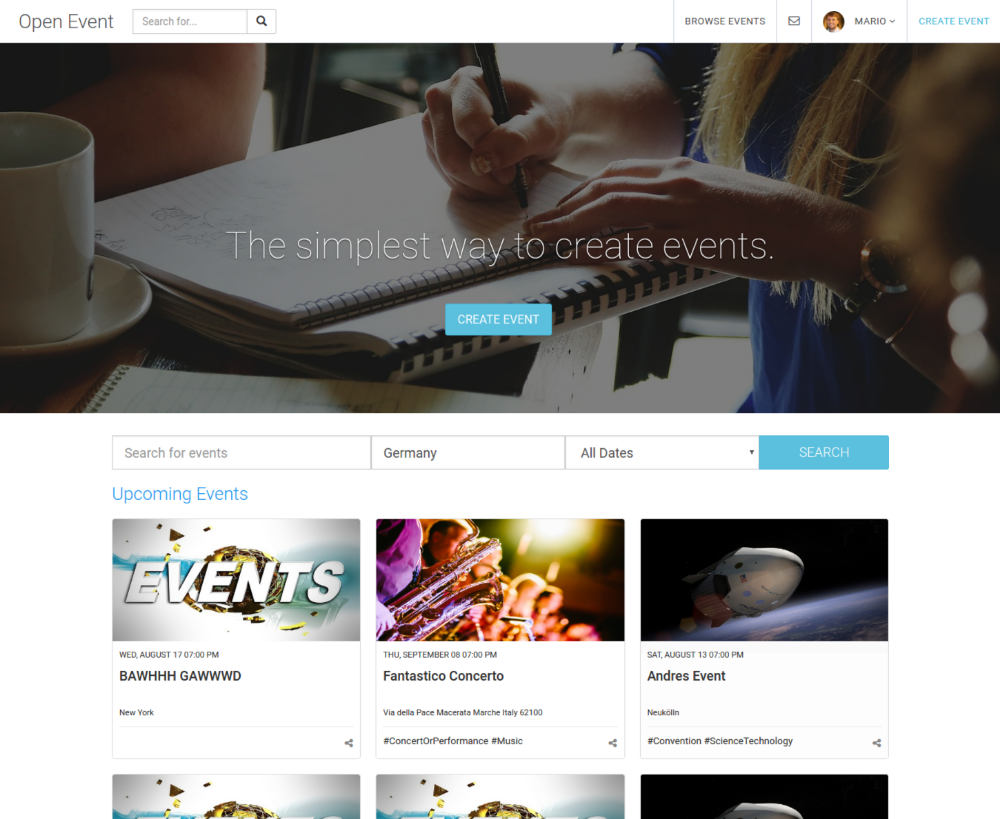 Open Event
Search for...
BROWSE EVENTS
MARIO
CREATE EVENT
The simplest way to create events.
CREATE EVENT
Search for events
Germany
All Dates
SEARCH
Upcoming Events
EVENTS
WED, AUGUST 17 07:00 PM
BAWHHH GAWWWD
New York
THU, SEPTEMBER 08 07:00 PM
Fantastico Concerto
Via della Pace Macerata Marche Italy 62100
#ConcertOrPerformance #Music
SAT, AUGUST 13 07:00 PM
Andres Event
Neukölln
#Convention #ScienceTechnology